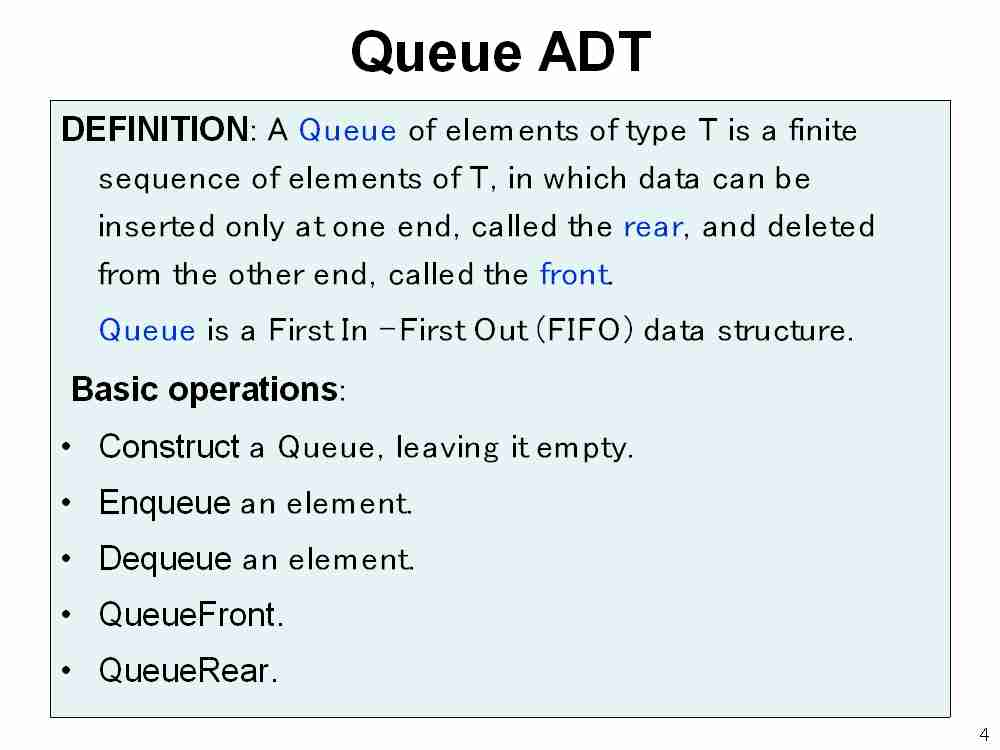 Queue ADT
DEFINITION: A Queue of elements of type T is a finite
sequence of elements of T, in which data can be
inserted only at one end, called the rear, and deleted
from the other end, called the front.
Queue is a First In -First Out (FIFO) data structure.
Basic operations:
• Construct a Queue, leaving it empty.
• Enqueue an element.
• Dequeue an element.
• QueueFront.
• QueueRear.
4